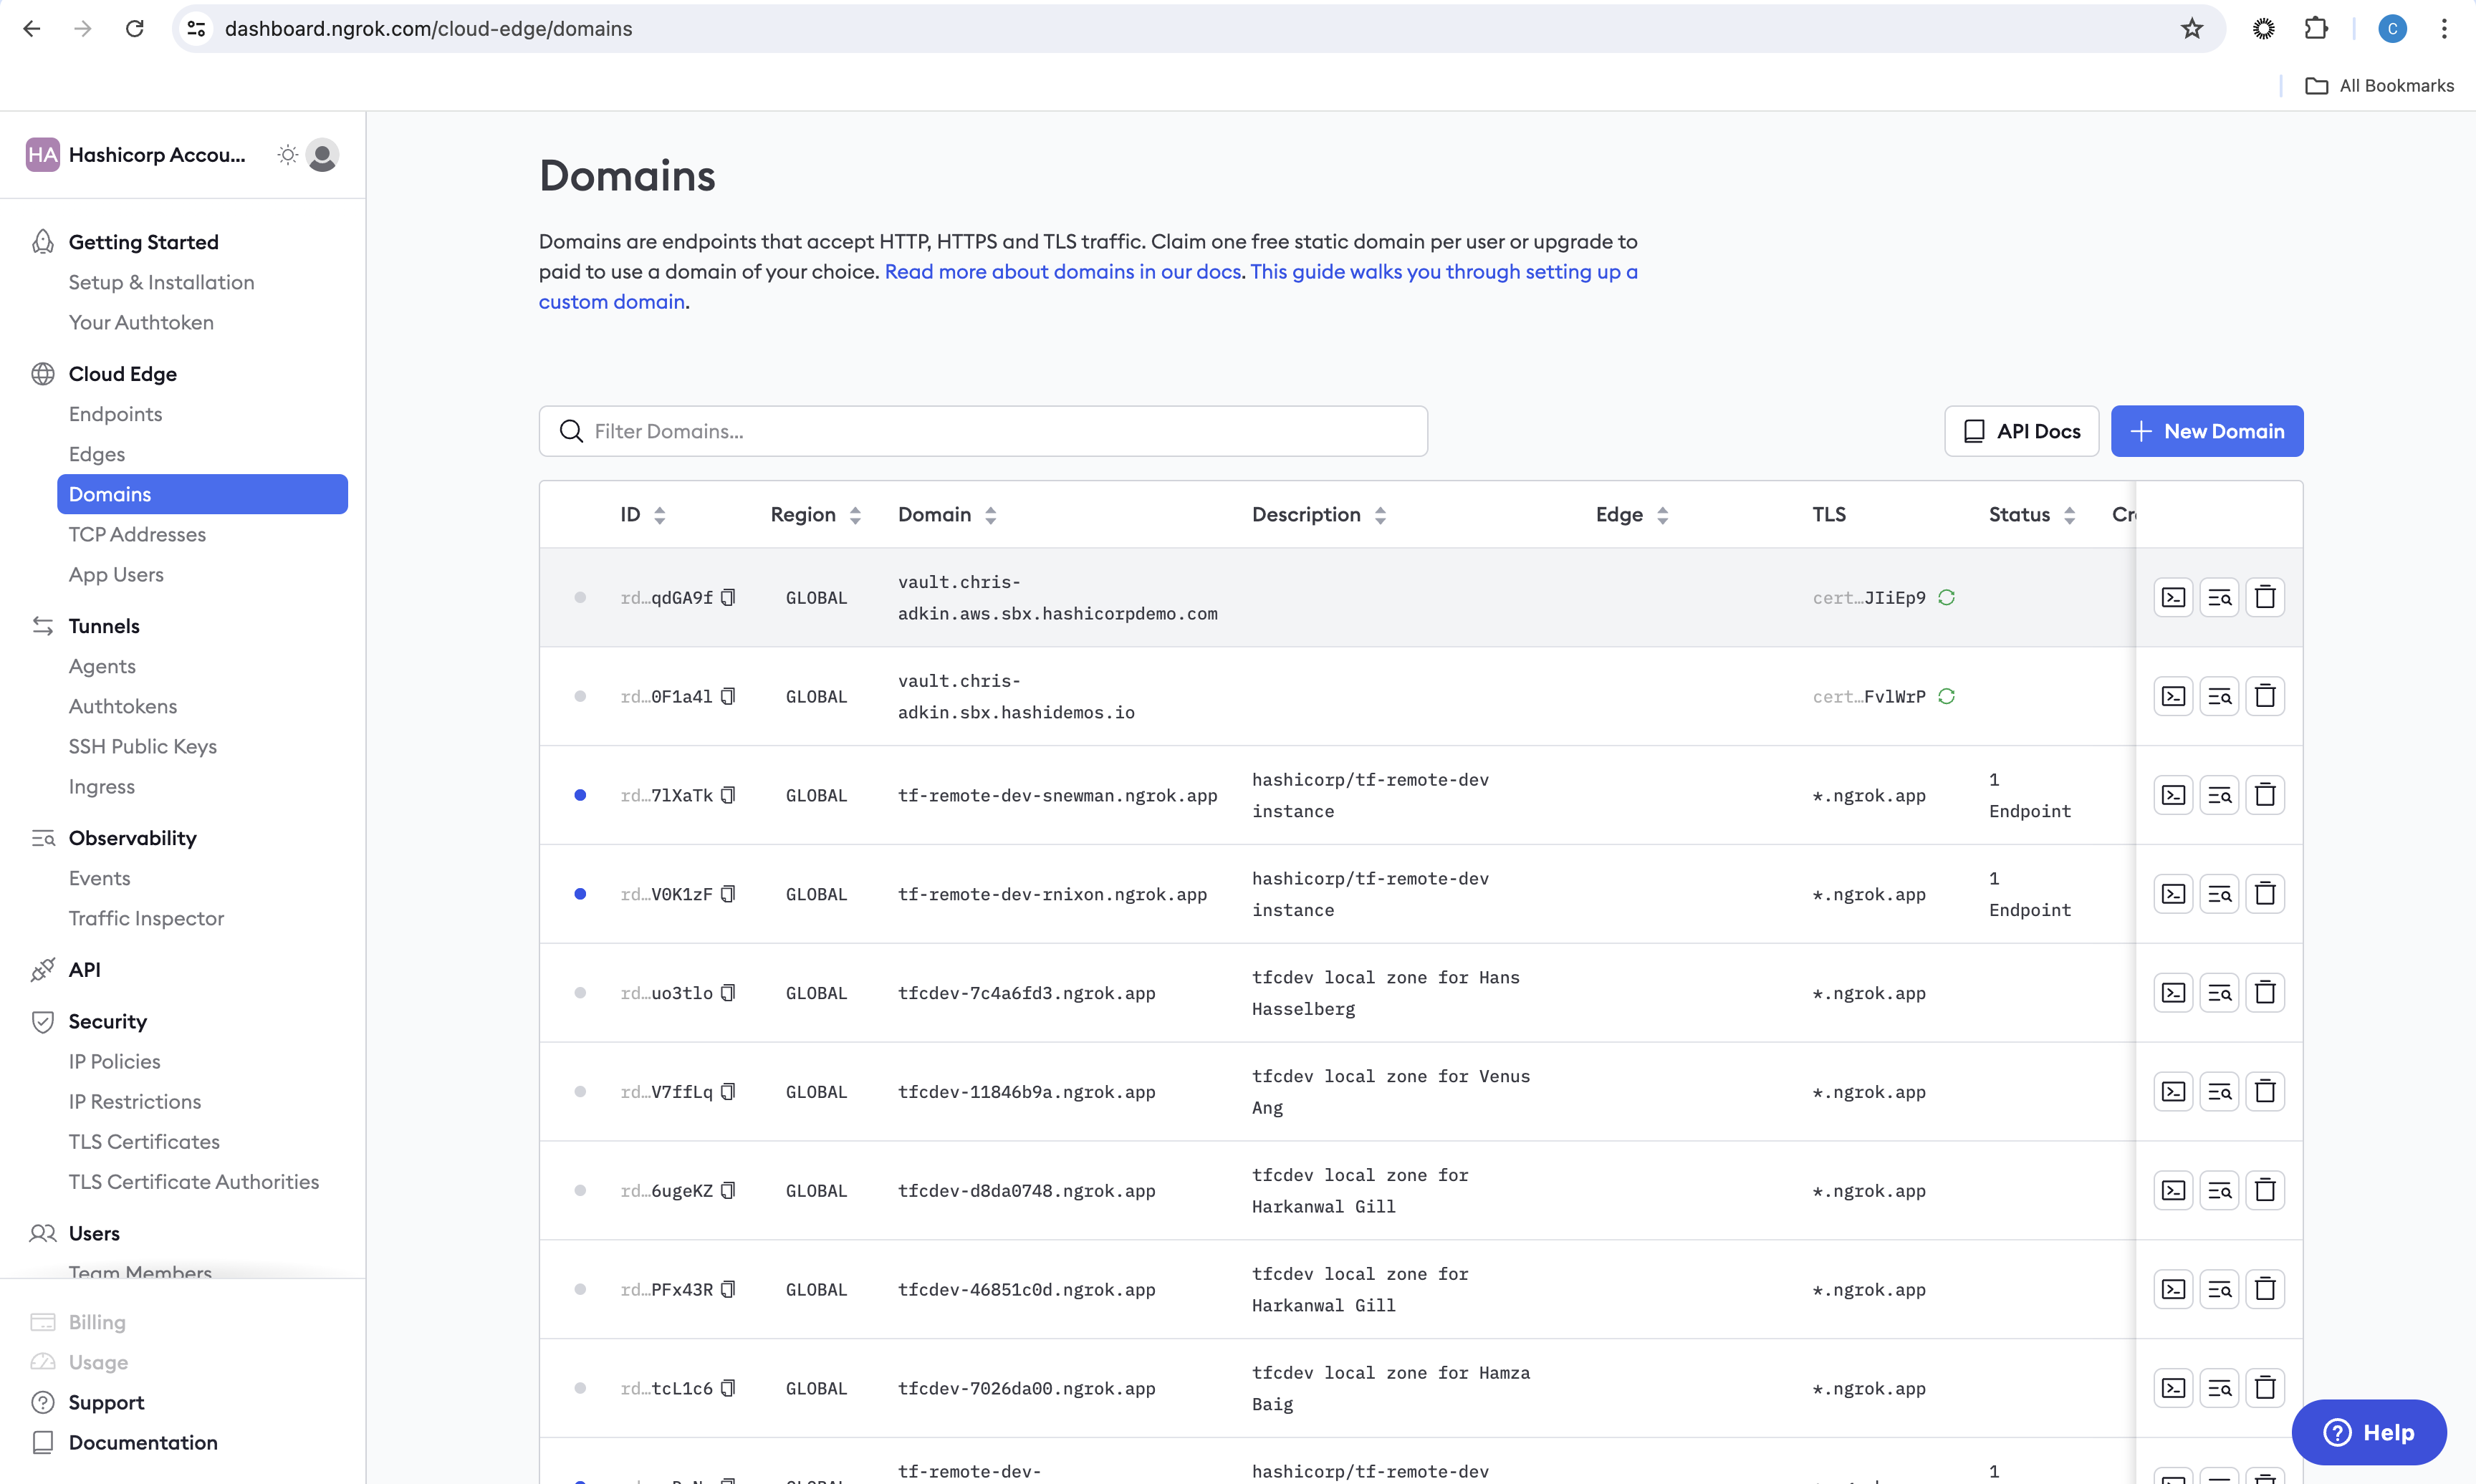 dashboard.ngrok.com/cloud-edge/domains
C
All Bookmarks
HA Hashicorp Accou...
Getting Started
Setup & Installation
Your Authtoken
Cloud Edge
Endpoints
Edges
Domains
TCP Addresses
App Users
Tunnels
Agents
Authtokens
SSH Public Keys
Ingress
Observability
Events
Traffic Inspector
API
Security
IP Policies
IP Restrictions
TLS Certificates
TLS Certificate Authorities
Users
Team Members
Billing
Usage
Support
Documentation
Domains
Domains are endpoints that accept HTTP, HTTPS and TLS traffic. Claim one free static domain per user or upgrade to
paid to use a domain of your choice. Read more about domains in our docs. This guide walks you through setting up a
custom domain.
Filter Domains...
API Docs
New Domain
ID Region Domain Description Edge TLS Status Cr
rd…qdGA9f GLOBAL vault.chris- cert…JIiEp9
adkin.aws.sbx.hashicorpdemo.com
rd…0F1a4l GLOBAL vault.chris- cert…FvlWrP
adkin.sbx.hashidemos.io
rd…7lXaTk GLOBAL tf-remote-dev-snewman.ngrok.app hashicorp/tf-remote-dev *.ngrok.app 1
instance Endpoint
rd…V0K1zF GLOBAL tf-remote-dev-rnixon.ngrok.app hashicorp/tf-remote-dev *.ngrok.app 1
instance Endpoint
rd…uo3tlo GLOBAL tfcdev-7c4a6fd3.ngrok.app tfcdev local zone for Hans *.ngrok.app
Hasselberg
rd…V7ffLq GLOBAL tfcdev-11846b9a.ngrok.app tfcdev local zone for Venus *.ngrok.app
Ang
rd…6ugeKZ GLOBAL tfcdev-d8da0748.ngrok.app tfcdev local zone for *.ngrok.app
Harkanwal Gill
rd…PFx43R GLOBAL tfcdev-46851c0d.ngrok.app tfcdev local zone for *.ngrok.app
Harkanwal Gill
rd…tcL1c6 GLOBAL tfcdev-7026da00.ngrok.app tfcdev local zone for Hamza *.ngrok.app
Baig
tf-remote-dev- hashicorp/tf-remote-dev 1
Help